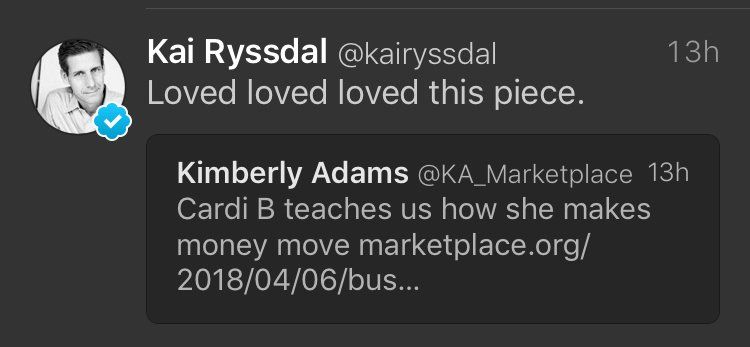 Kai Ryssdal @kairyssdal 13h
Loved loved loved this piece.
Kimberly Adams @KA_Marketplace 13h
Cardi B teaches us how she makes
money move marketplace.org/
2018/04/06/bus...